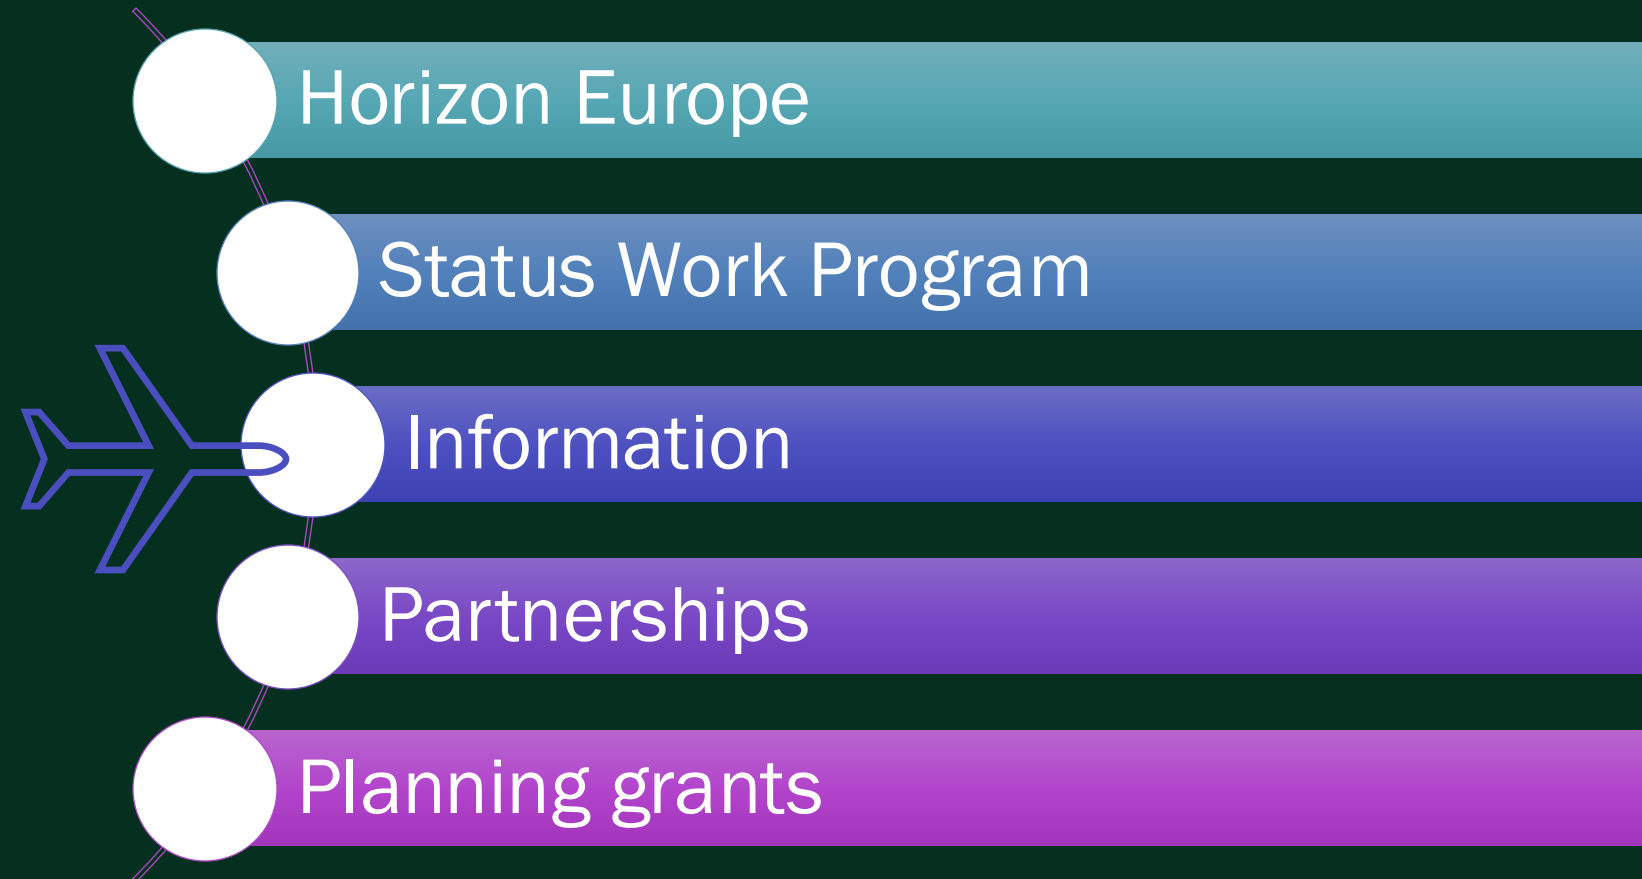 Horizon Europe
Status Work Program
Information
Partnerships
Planning grants